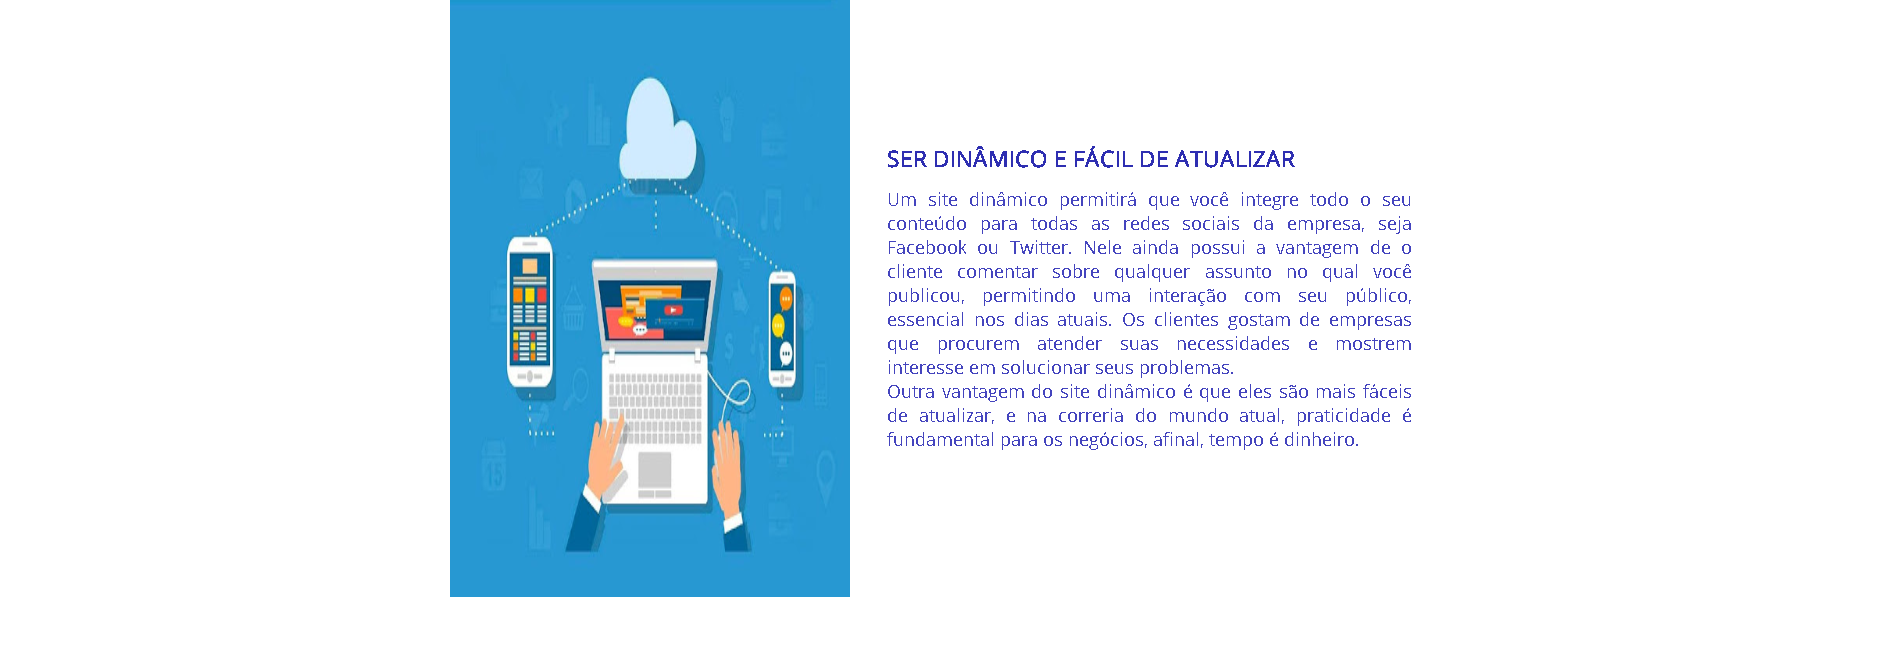 SER DINÂMICO E FÁCIL DE ATUALIZAR
Um site dinâmico permitirá que você integre todo o seu
conteúdo para todas as redes sociais da empresa, seja
Facebook ou Twitter. Nele ainda possui a vantagem de o
cliente comentar sobre qualquer assunto no qual você
publicou, permitindo uma interação com seu público,
essencial nos dias atuais. Os clientes gostam de empresas
que procurem atender suas necessidades e mostrem
interesse em solucionar seus problemas.
Outra vantagem do site dinâmico é que eles são mais fáceis
de atualizar, e na correria do mundo atual, praticidade é
fundamental para os negócios, afinal, tempo é dinheiro.
15